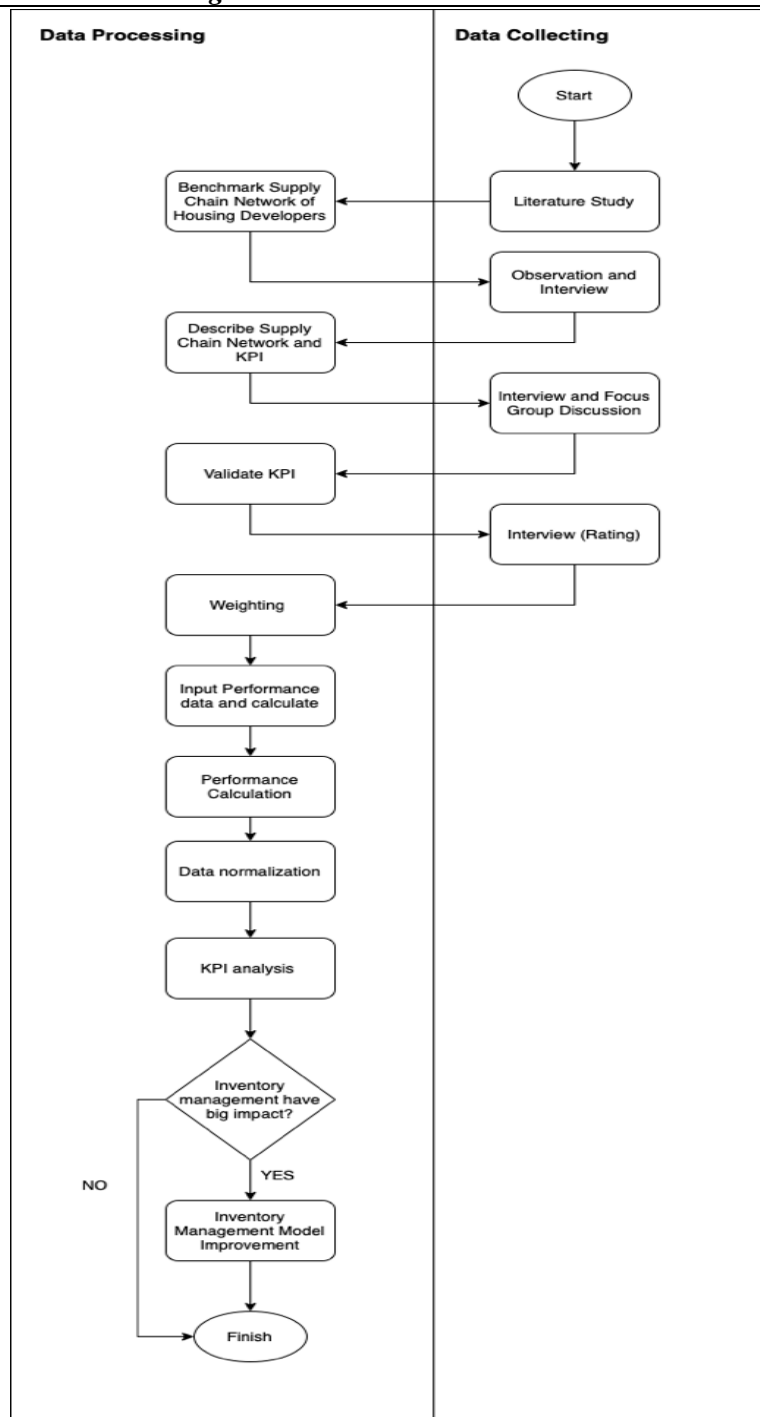 Data Processing
Data Collecting
Start
Literature Study
Benchmark Supply
Chain Network of
Housing Developers
Observation and
Interview
Describe Supply
Chain Network and
KPI
Interview and Focus
Group Discussion
Validate KPI
Interview (Rating)
Weighting
Input Performance
data and calculate
Performance
Calculation
Data normalization
KPI analysis
Inventory
management have
big impact?
NO
YES
Inventory
Management Model
Improvement
Finish